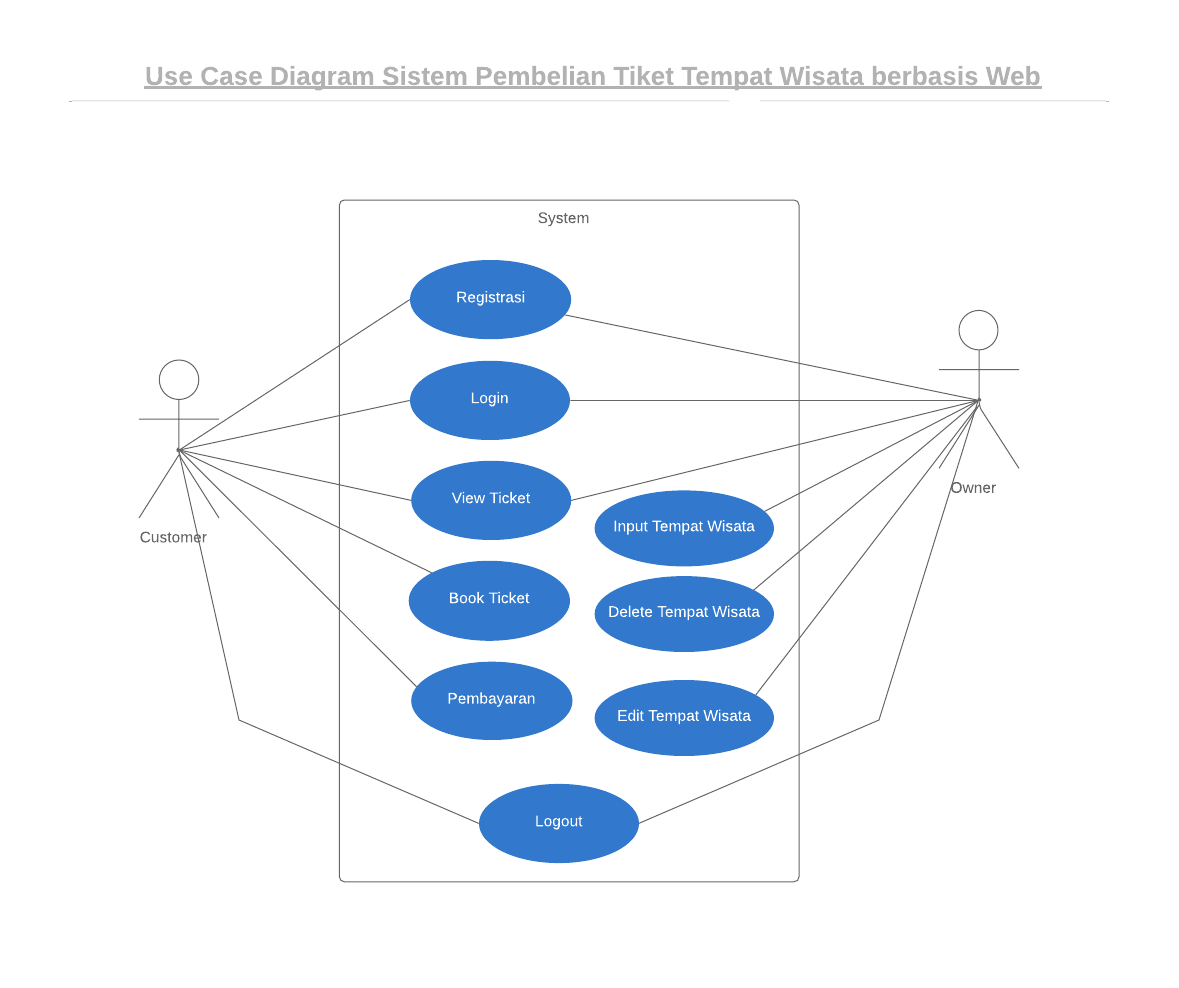 Use Case Diagram Sistem Pembelian Tiket Tempat Wisata berbasis Web
System
Registrasi
Login
View Ticket
Input Tempat Wisata
Book Ticket
Delete Tempat Wisata
Pembayaran
Edit Tempat Wisata
Logout
Customer
Owner